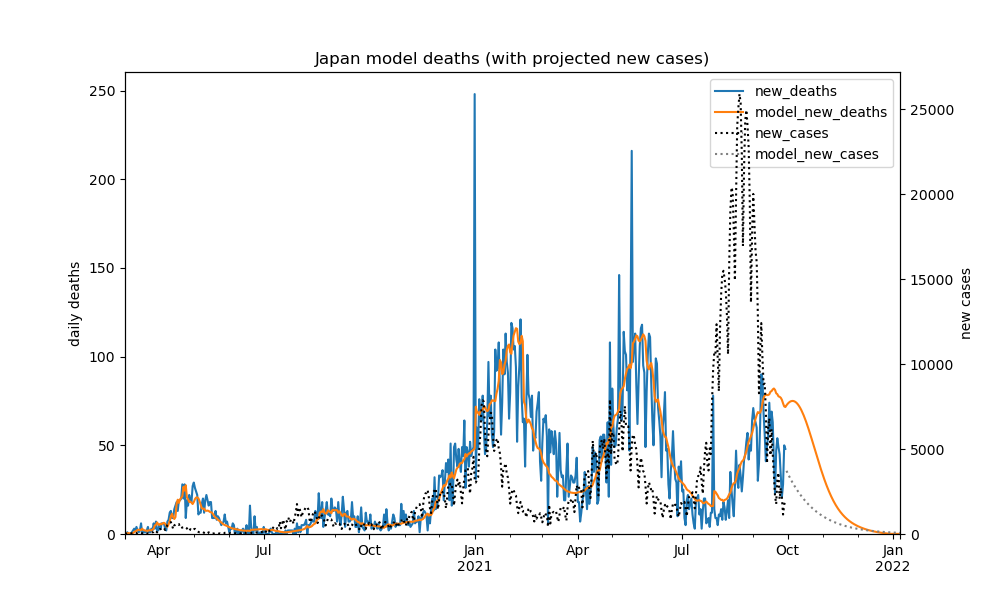 Japan model deaths (with projected new cases)
250
200
150
100
50
0
daily deaths
25000
20000
15000
10000
5000
0
new cases
new_deaths
model_new_deaths
new_cases
model_new_cases
Apr Jul Oct Jan Apr Jul Oct Jan
2021 2022